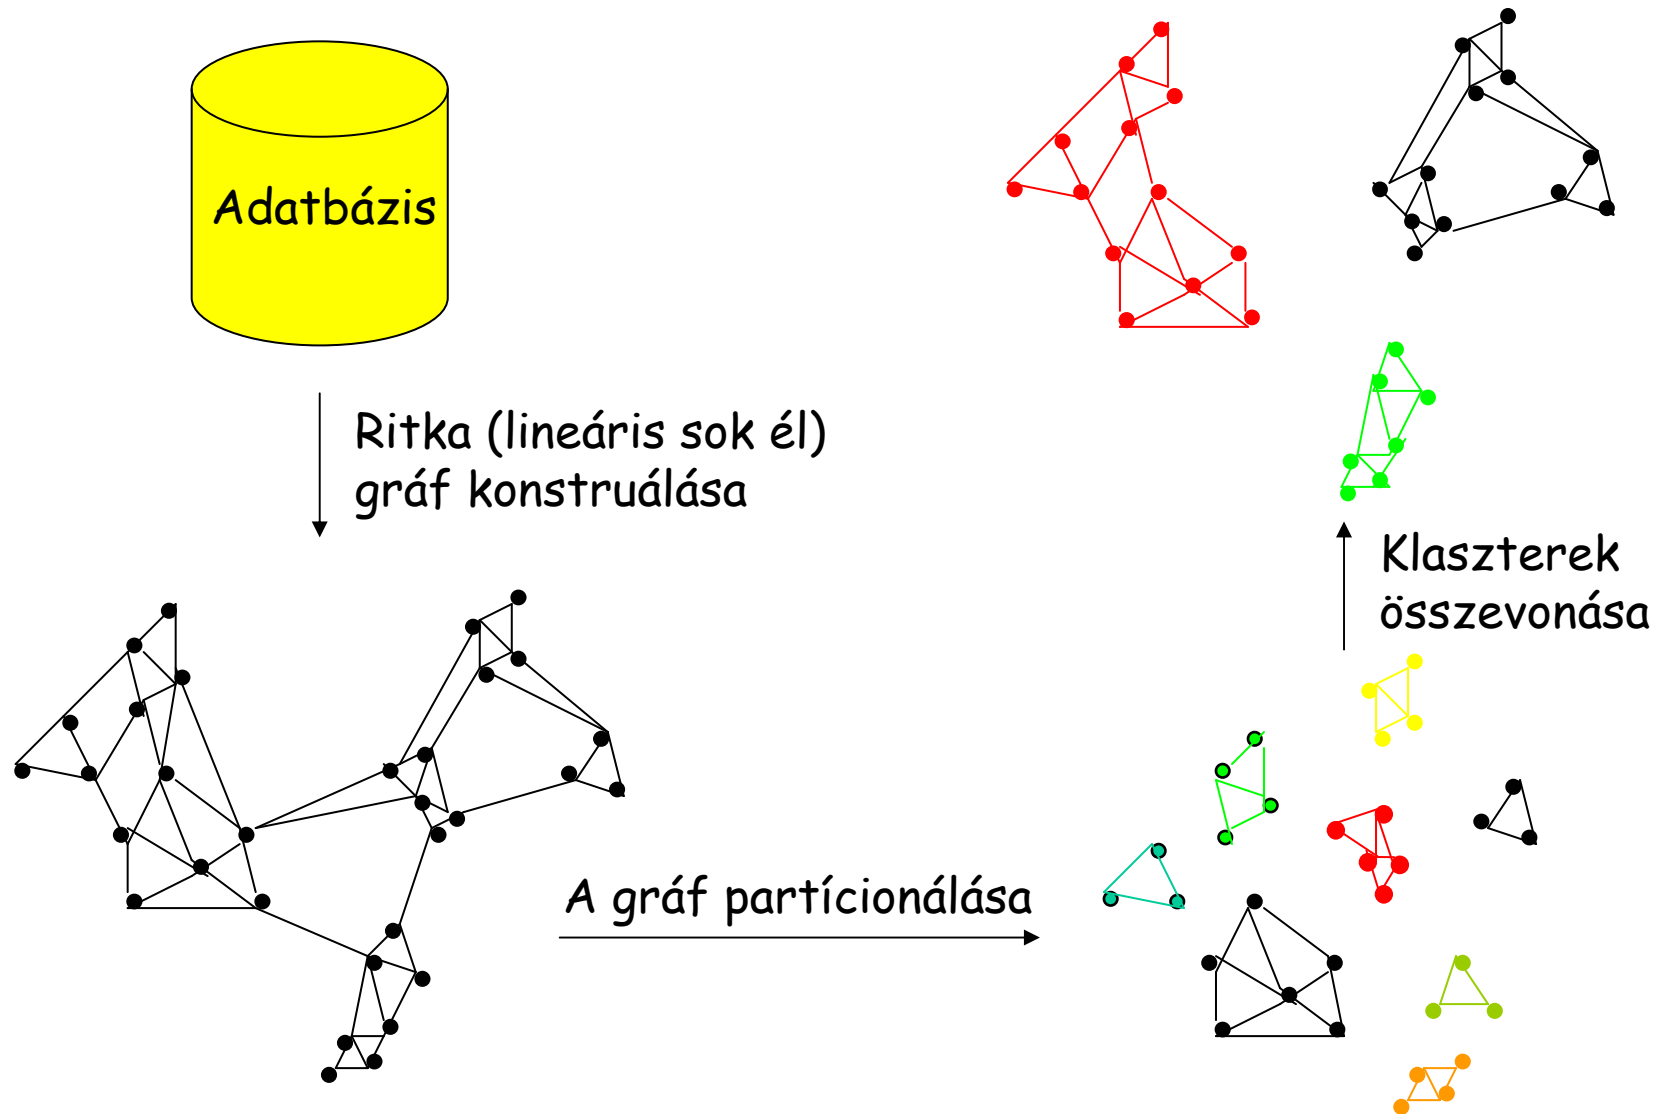 Adatbázis
Ritka (lineáris sok él)
gráf konstruálása
A gráf partícionálása
Klaszterek
összevonása